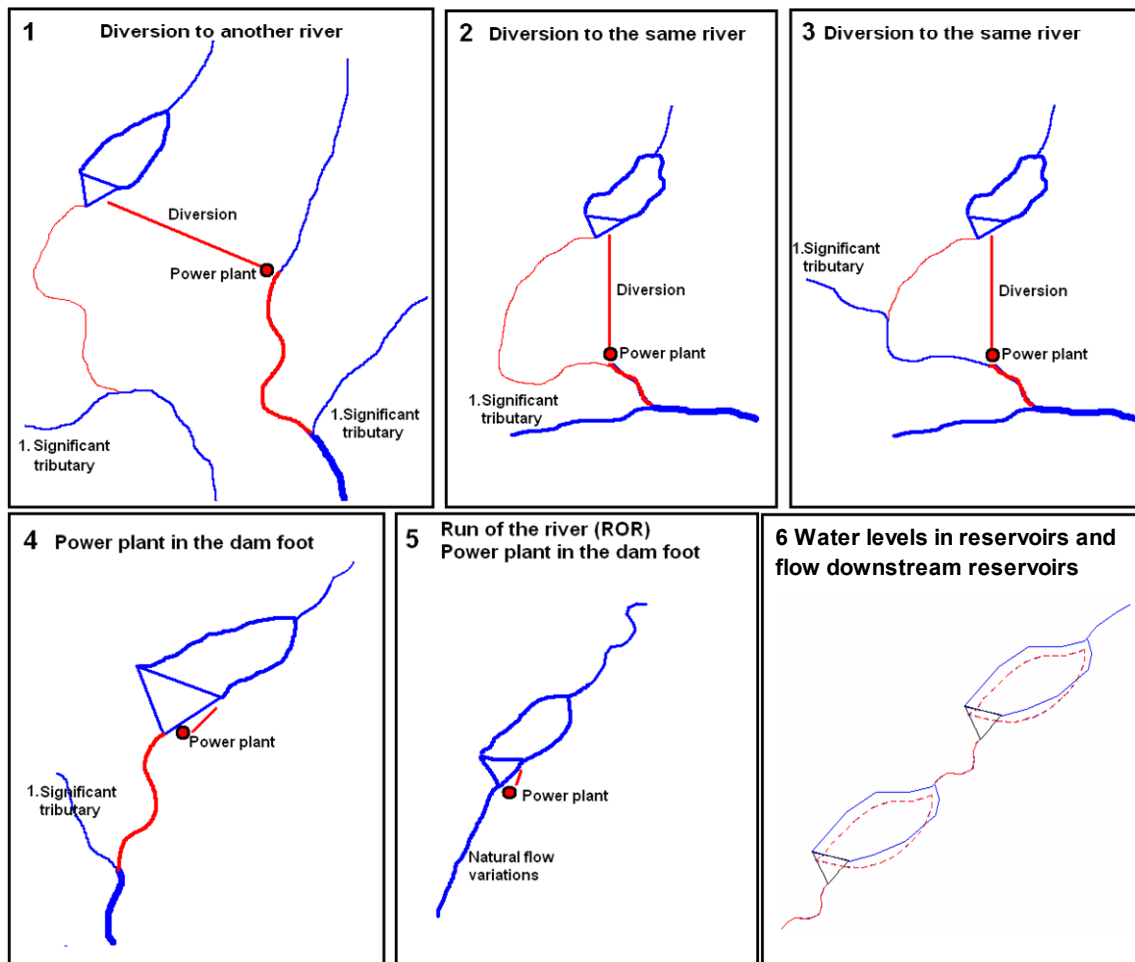 1 Diversion to another river
Diversion
Power plant
1. Significant
tributary
1.Significant
tributary
2 Diversion to the same river
Diversion
Power plant
1.Significant
tributary
3 Diversion to the same river
1.Significant
tributary
Diversion
Power plant
4 Power plant in the dam foot
Power plant
1.Significant
tributary
5 Run of the river (ROR)
Power plant in the dam foot
Power plant
Natural flow
variations
6 Water levels in reservoirs and
flow downstream reservoirs